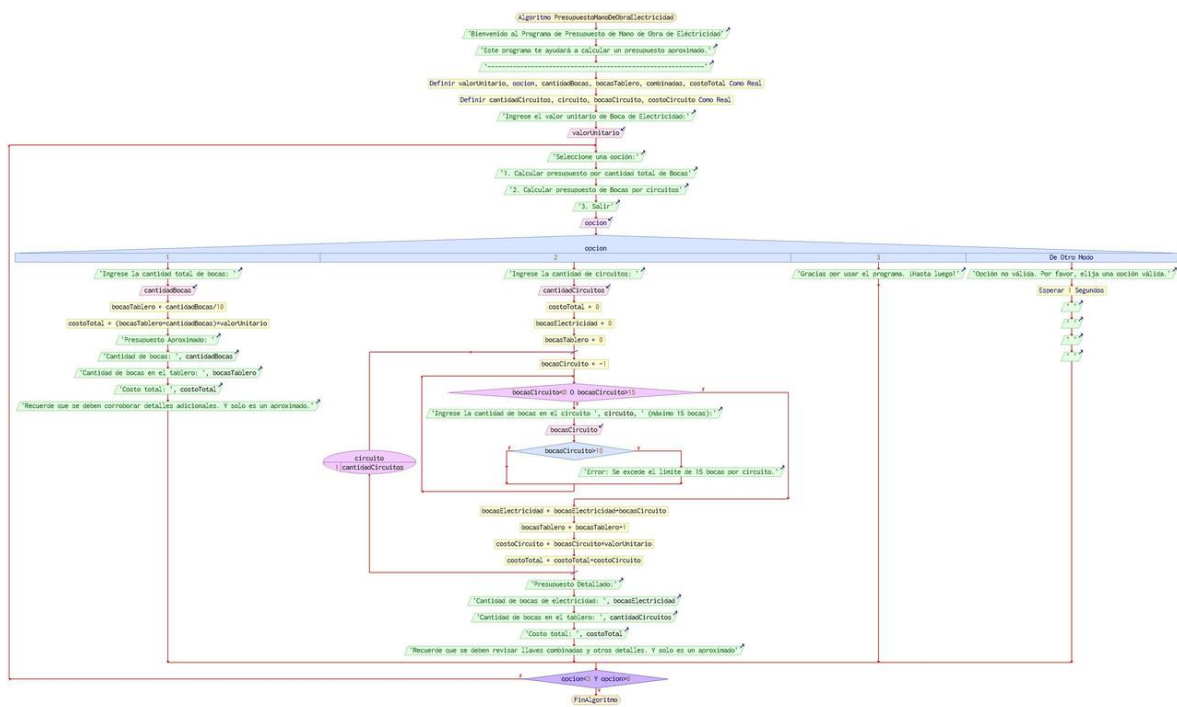 Algoritmo PresupuestoManoDeObraElectricidad
'Bienvenido al Programa de Presupuesto de Mano de Obra de Eléctricidad'
'Este programa te ayudará a calcular un presupuesto aproximado.'
'------------------------------------------------------------'
Definir valorUnitario, opcion, cantidadBocas, bocasTablero, combinadas, costoTotal Como Real
Definir cantidadCircuitos, circuito, bocasCircuito, costoCircuito Como Real
'Ingrese el valor unitario de Boca de Electricidad:'
valorUnitario
'Seleccione una opción:'
'1. Calcular presupuesto por cantidad total de Bocas'
'2. Calcular presupuesto de Bocas por circuitos'
'3. Salir'
opcion
opcion
1
'Ingrese la cantidad total de bocas: '
cantidadBocas
bocasTablero ← cantidadBocas/10
costoTotal ← (bocasTablero+cantidadBocas)*valorUnitario
'Presupuesto Aproximado: '
'Cantidad de bocas: ', cantidadBocas
'Cantidad de bocas en el tablero: ', bocasTablero
'Costo total: ', costoTotal
'Recuerde que se deben corroborar detalles adicionales. Y solo es un aproximado.'
2
'Ingrese la cantidad de circuitos: '
cantidadCircuitos
costoTotal ← 0
bocasElectricidad ← 0
bocasTablero ← 0
circuito
1 cantidadCircuitos
bocasCircuito ← -1
bocasCircuito<0 O bocasCircuito>15
F
V
'Ingrese la cantidad de bocas en el circuito ', circuito, ' (máximo 15 bocas):'
bocasCircuito
F
bocasCircuito>15
V
'Error: Se excede el límite de 15 bocas por circuito.'
bocasElectricidad ← bocasElectricidad+bocasCircuito
bocasTablero ← bocasTablero+1
costoCircuito ← bocasCircuito*valorUnitario
costoTotal ← costoTotal+costoCircuito
'Presupuesto Detallado:'
'Cantidad de bocas de electricidad: ', bocasElectricidad
'Cantidad de bocas en el tablero: ', cantidadCircuitos
'Costo total: ', costoTotal
'Recuerde que se deben revisar llaves combinadas y otros detalles. Y solo es un aproximado'
3
'Gracias por usar el programa. ¡Hasta luego!'
De Otro Modo
'Opción no válida. Por favor, elija una opción válida.'
Esperar 1 Segundos
' '
' '
' '
' '
F
opcion<3 Y opcion>0
V
FinAlgoritmo